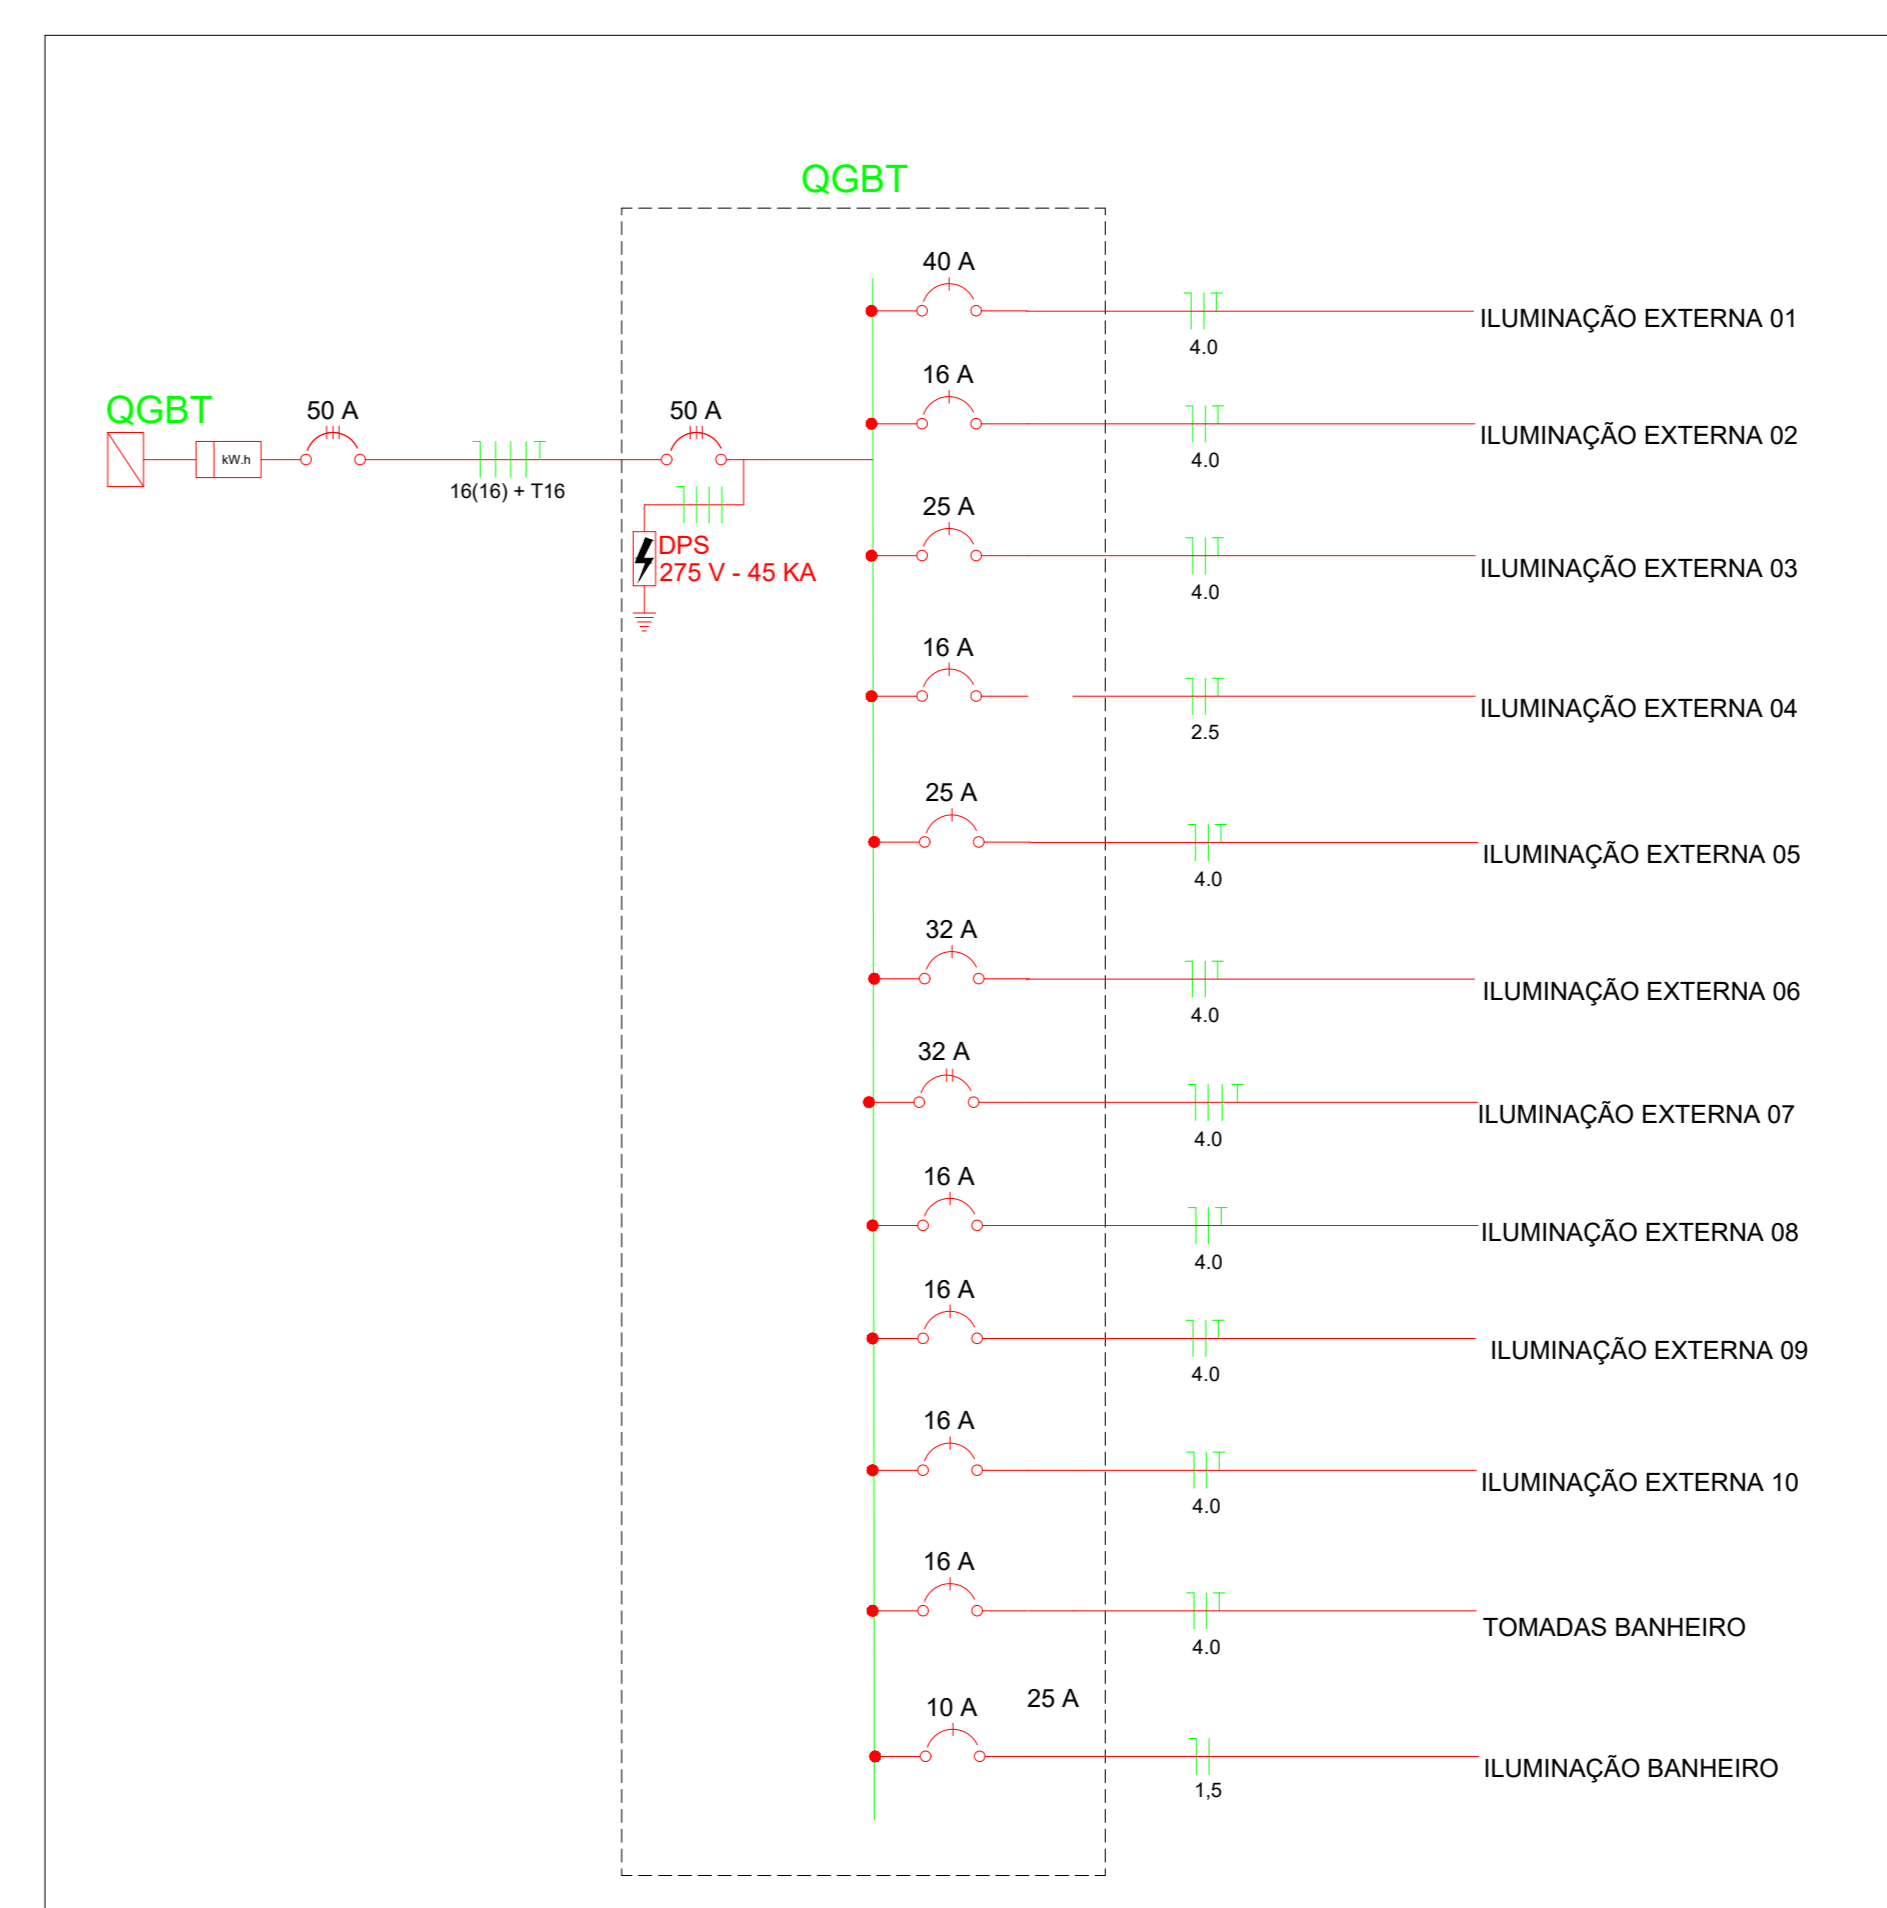 QGBT
40 A
ILUMINAÇÃO EXTERNA 01
4.0
16 A
QGBT
50 A
50 A
ILUMINAÇÃO EXTERNA 02
kW.h
4.0
16(16) + T16
25 A
DPS
275 V - 45 KA
ILUMINAÇÃO EXTERNA 03
4.0
16 A
ILUMINAÇÃO EXTERNA 04
2.5
25 A
ILUMINAÇÃO EXTERNA 05
4.0
32 A
ILUMINAÇÃO EXTERNA 06
4.0
32 A
ILUMINAÇÃO EXTERNA 07
4.0
16 A
ILUMINAÇÃO EXTERNA 08
4.0
16 A
ILUMINAÇÃO EXTERNA 09
4.0
16 A
ILUMINAÇÃO EXTERNA 10
4.0
16 A
TOMADAS BANHEIRO
4.0
10 A
25 A
ILUMINAÇÃO BANHEIRO
1,5